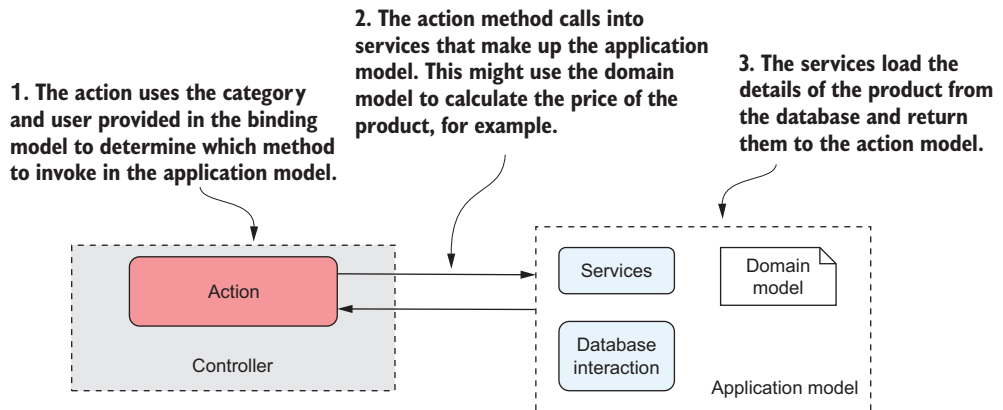 2. The action method calls into
services that make up the application
model. This might use the domain
model to calculate the price of the
product, for example.
3. The services load the
details of the product from
the database and return
them to the action model.
1. The action uses the category
and user provided in the binding
model to determine which method
to invoke in the application model.
Action
Controller
Services
Domain
model
Database
interaction
Application model